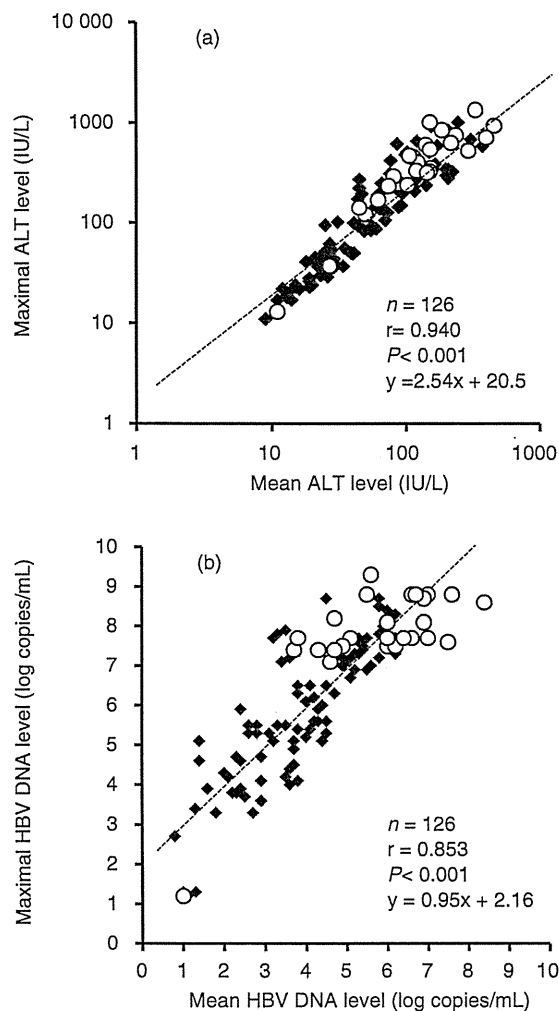 (a)
10 000
1000
100
10
1
Maximal ALT level (IU/L)
n = 126
r= 0.940
P< 0.001
y =2.54x + 20.5
1 10 100 1000
Mean ALT level (IU/L)
(b)
10
9
8
7
6
5
4
3
2
1
0
Maximal HBV DNA level (log copies/mL)
n = 126
r = 0.853
P< 0.001
y = 0.95x + 2.16
0 1 2 3 4 5 6 7 8 9 10
Mean HBV DNA level (log copies/mL)